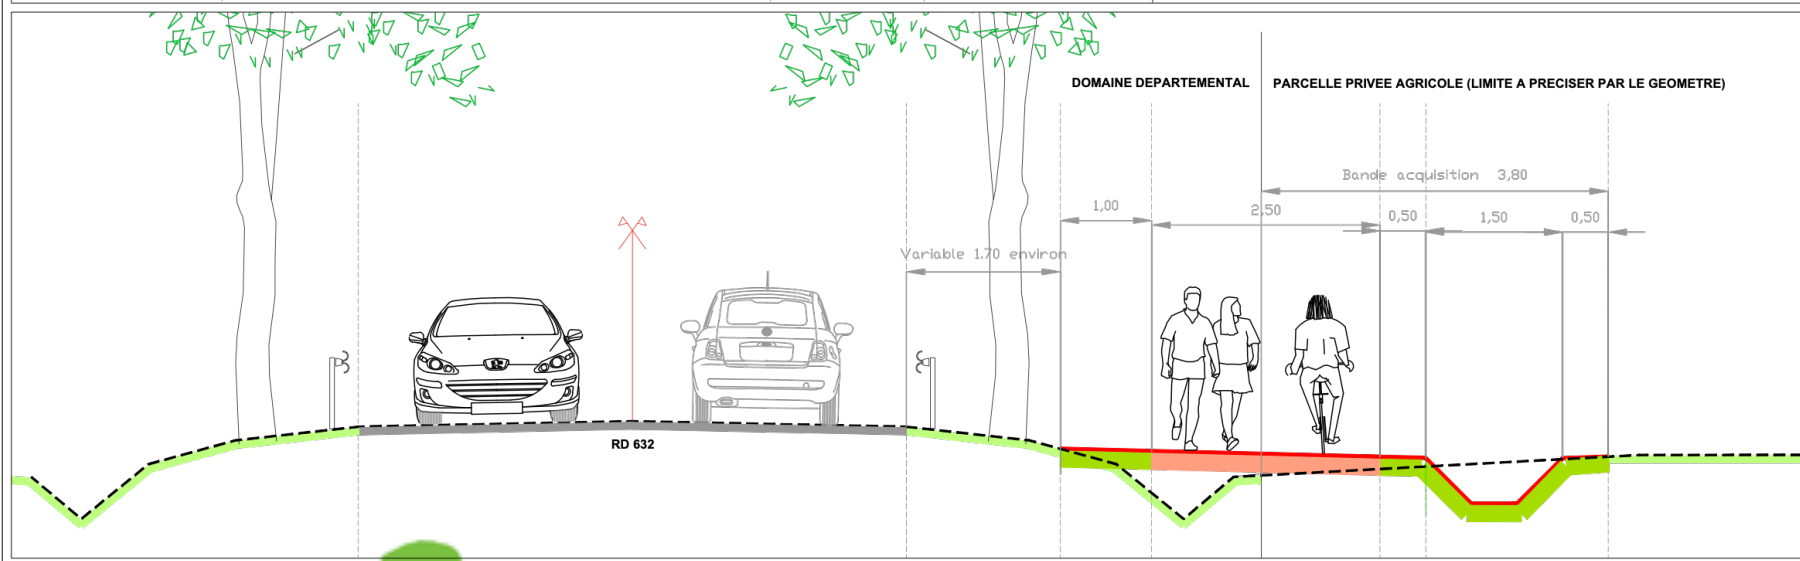 DOMAINE DEPARTEMENTAL
PARCELLE PRIVEE AGRICOLE (LIMITE A PRECISER PAR LE GEOMETRE)
Bande acquisition 3,80
1,00
2,50
0,50
1,50
0,50
Variable 1.70 environ
RD 632